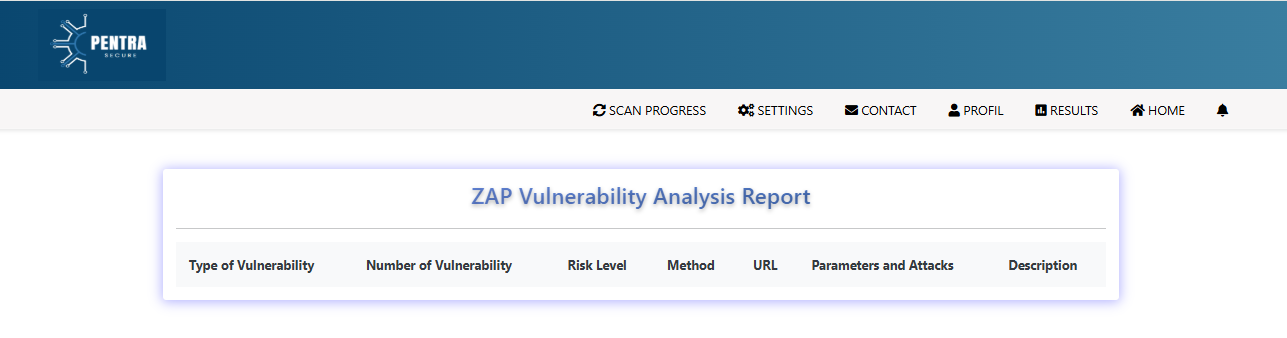 PENTRA
SECURE
SCAN PROGRESS SETTINGS CONTACT PROFIL RESULTS HOME
ZAP Vulnerability Analysis Report
Type of Vulnerability Number of Vulnerability Risk Level Method URL Parameters and Attacks Description